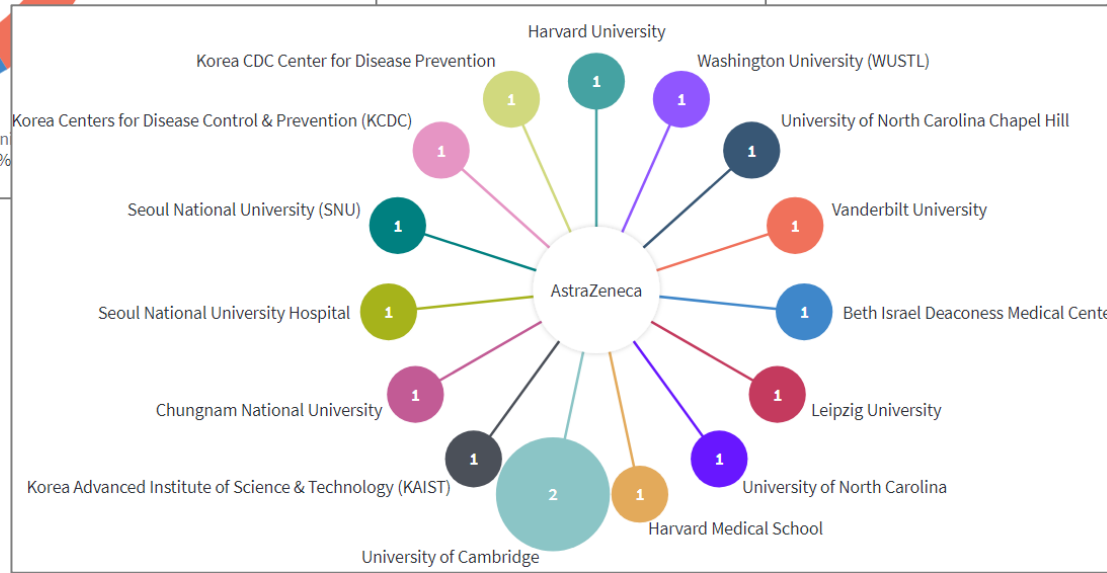 Harvard University
Korea CDC Center for Disease Prevention
Washington University (WUSTL)
1
1
1
Korea Centers for Disease Control & Prevention (KCDC)
University of North Carolina Chapel Hill
1
1
Seoul National University (SNU)
Vanderbilt University
1
1
AstraZeneca
Seoul National University Hospital
1
1
Beth Israel Deaconess Medical
Chungnam National University
1
1
Leipzig University
Korea Advanced Institute of Science & Technology (KAIST)
1
1
University of North Carolina
2
1
Harvard Medical School
University of Cambridge
%